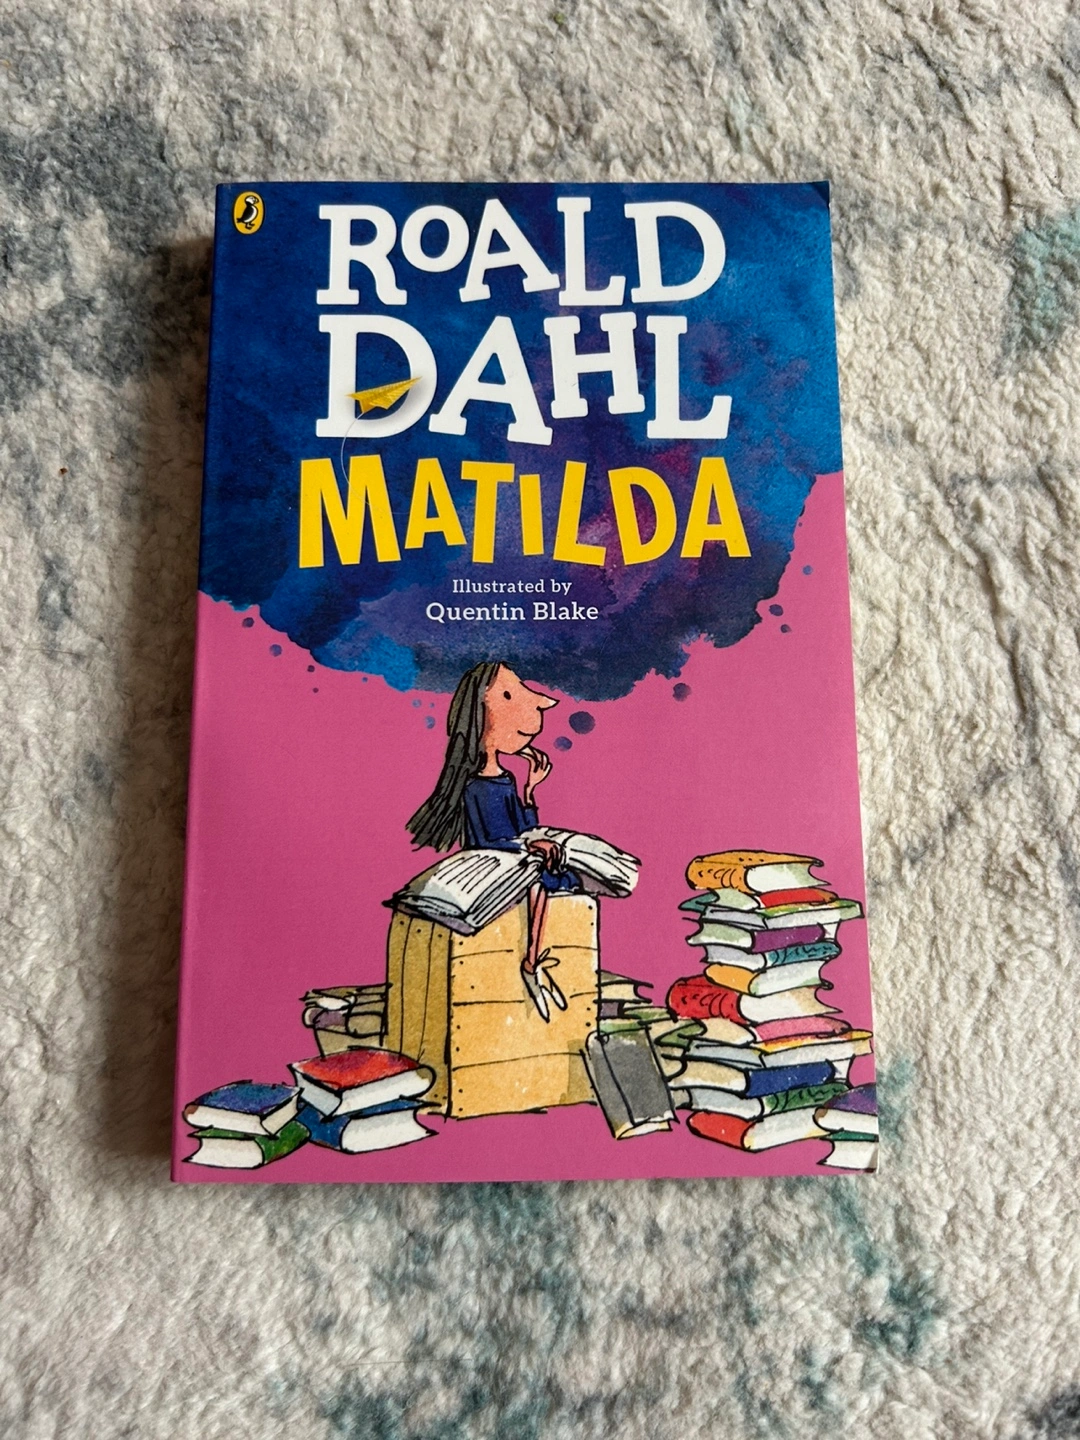 ROALD
DAHL
MATILDA
Illustrated by
Quentin Blake